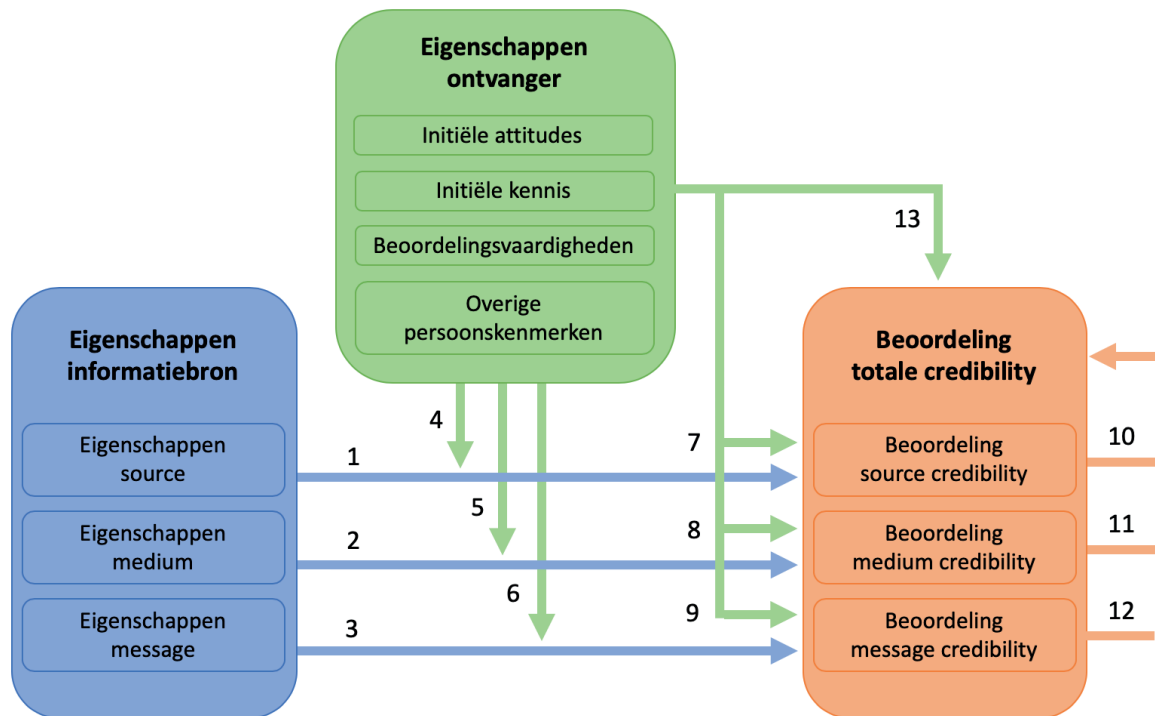 Eigenschappen
ontvanger
Initiële attitudes
Initiële kennis
Beoordelingsvaardigheden
Overige
persoonskenmerken
13
Eigenschappen
informatiebron
Eigenschappen
source
Eigenschappen
medium
Eigenschappen
message
1
2
3
4
5
6
7
8
9
Beoordeling
totale credibility
Beoordeling
source credibility
Beoordeling
medium credibility
Beoordeling
message credibility
10
11
12